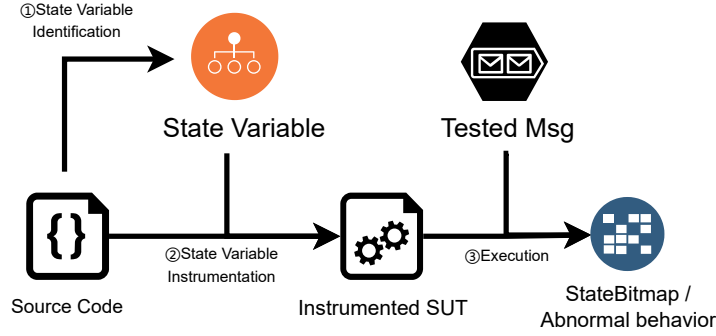 ①State Variable
Identification
State Variable
Tested Msg
{}
②State Variable
Instrumentation
③Execution
Source Code
Instrumented SUT
StateBitmap /
Abnormal behavior